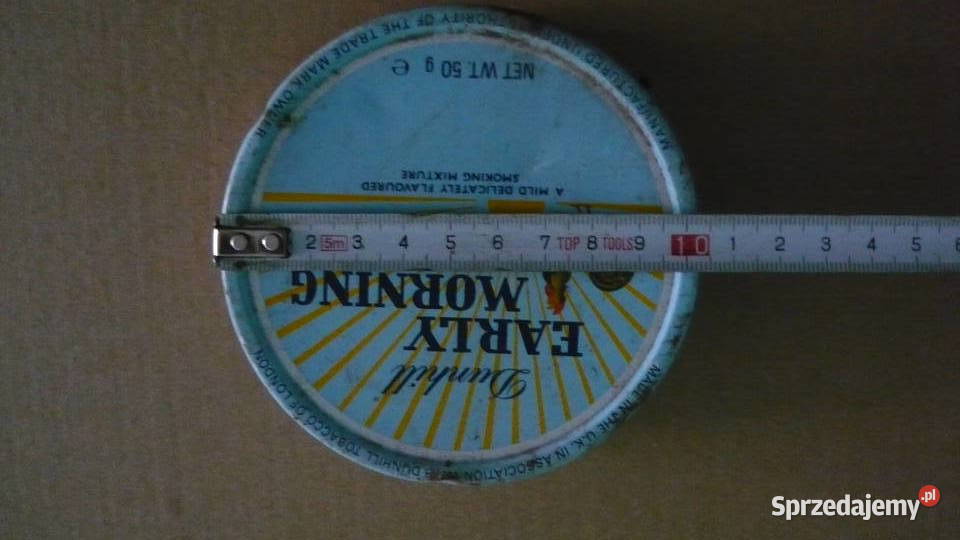 Dunhill
EARLY
MORNING
A MILD DELICATELY FLAVOURED
SMOKING MIXTURE
NET WT. 50 g e
MADE IN THE U.K. IN ASSOCIATION WITH DUNHILL TOBACCO OF LONDON
MANUFACTURED UNDER AUTHORITY OF THE TRADE MARK OWNER
2 5m 3 4 5 6 7 TOP 8 TOOLS 9 10 1 2 3 4 5 6
Sprzedajemy.pl